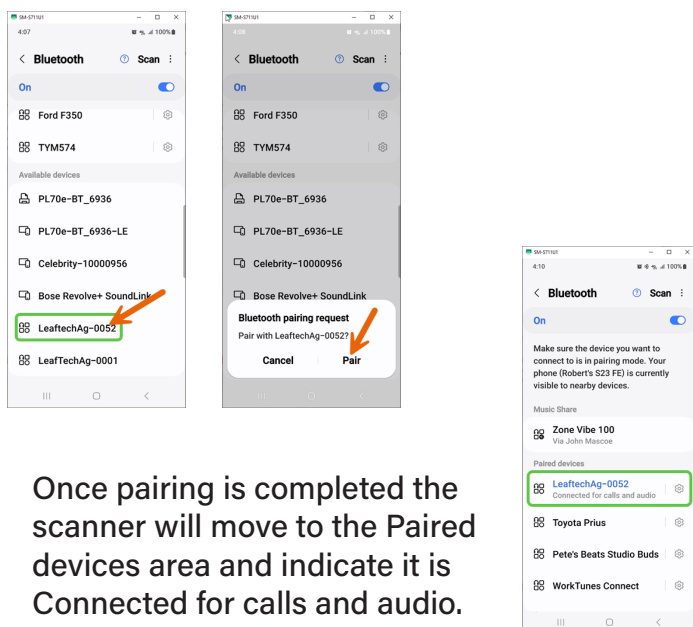 SM-S711U1
4:07
100%
Bluetooth
Scan
On
Ford F350
TYM574
Available devices
PL70e-BT_6936
PL70e-BT_6936-LE
Celebrity-10000956
Bose Revolve+ SoundLink
LeaftechAg-0052
LeafTechAg-0001
SM-S711U1
4:08
100%
Bluetooth
Scan
On
Ford F350
TYM574
Available devices
PL70e-BT_6936
PL70e-BT_6936-LE
Celebrity-10000956
Bose Revolve+ SoundLink
Bluetooth pairing request
Pair with LeaftechAg-0052?
Cancel Pair
SM-S711U1
4:10
100%
Bluetooth
Scan
On
Make sure the device you want to
connect to is in pairing mode. Your
phone (Robert's S23 FE) is currently
visible to nearby devices.
Music Share
Zone Vibe 100
Via John Mascoe
Paired devices
LeaftechAg-0052
Connected for calls and audio
Toyota Prius
Pete's Beats Studio Buds
WorkTunes Connect
Once pairing is completed the
scanner will move to the Paired
devices area and indicate it is
Connected for calls and audio.